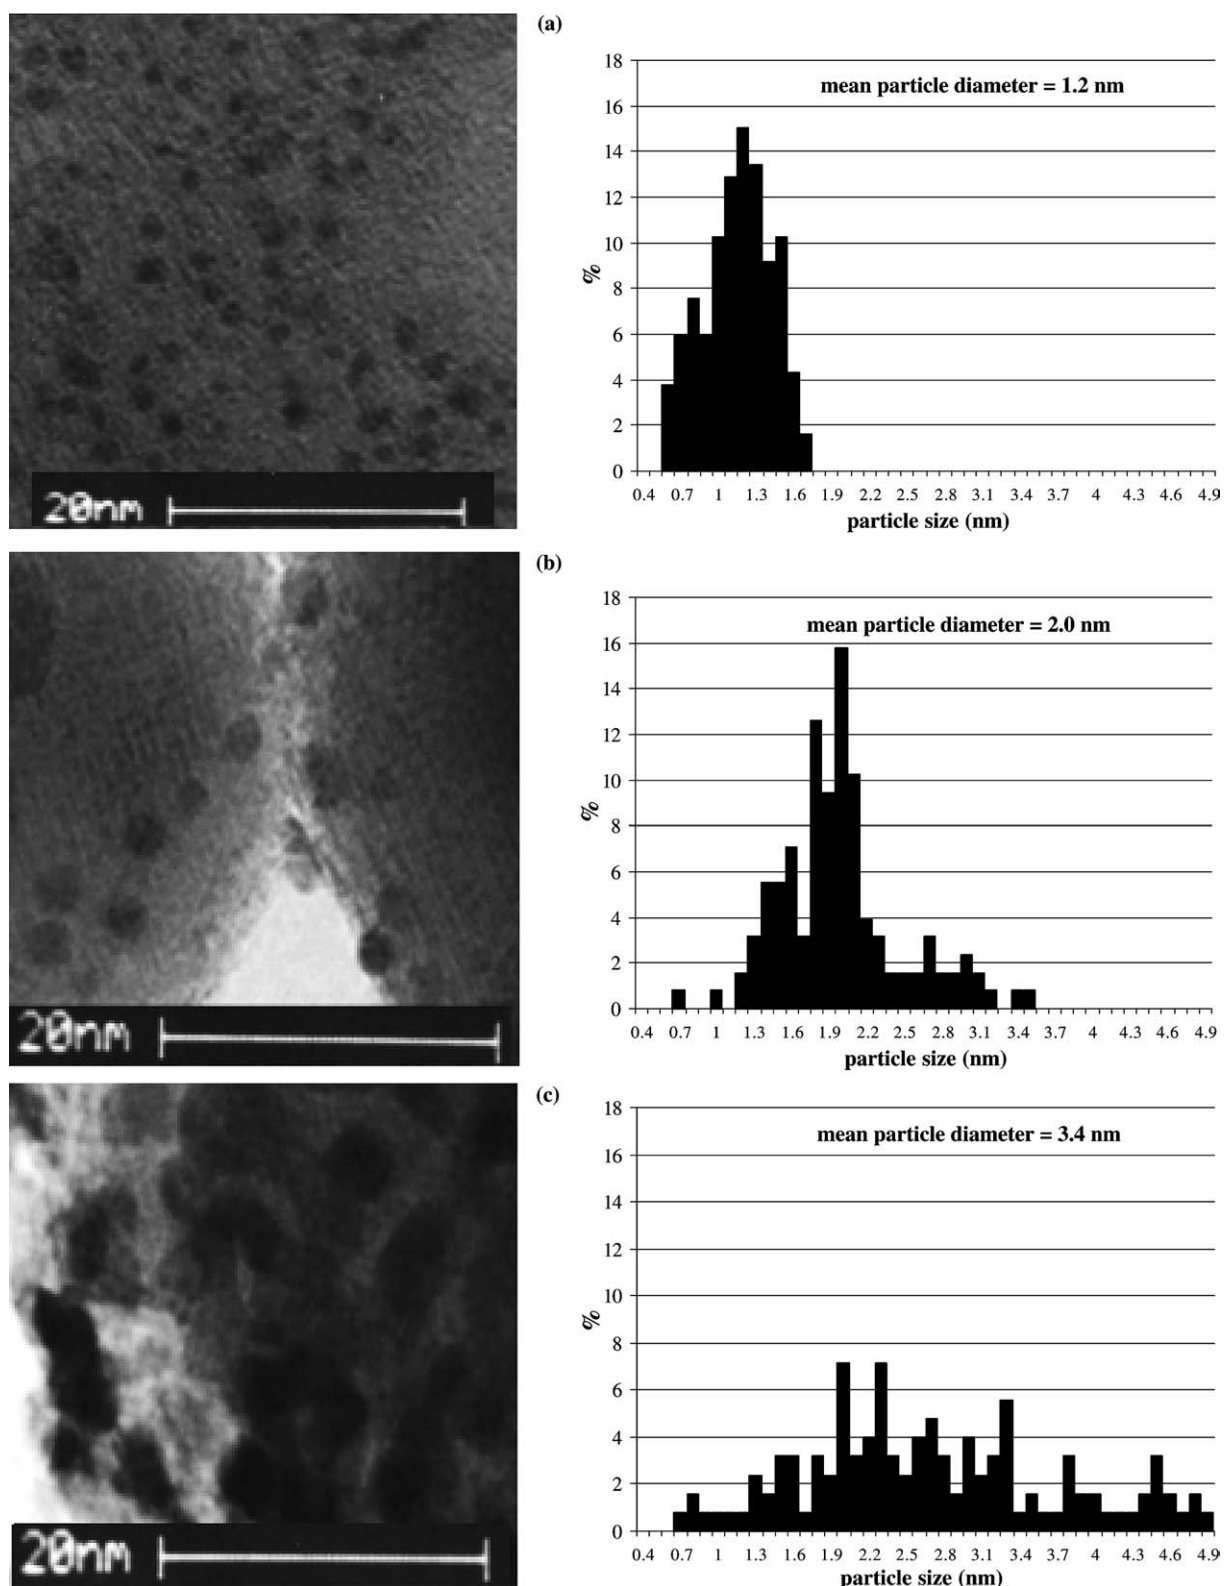 (a)
18
mean particle diameter = 1.2 nm
16
14
12
10
%
8
6
4
2
0
0.4 0.7 1 1.3 1.6 1.9 2.2 2.5 2.8 3.1 3.4 3.7 4 4.3 4.6 4.9
particle size (nm)
20nm
(b)
18
mean particle diameter = 2.0 nm
16
14
12
10
%
8
6
4
2
0
0.4 0.7 1 1.3 1.6 1.9 2.2 2.5 2.8 3.1 3.4 3.7 4 4.3 4.6 4.9
particle size (nm)
20nm
(c)
18
mean particle diameter = 3.4 nm
16
14
12
10
%
8
6
4
2
0
0.4 0.7 1 1.3 1.6 1.9 2.2 2.5 2.8 3.1 3.4 3.7 4 4.3 4.6 4.9
particle size (nm)
20nm